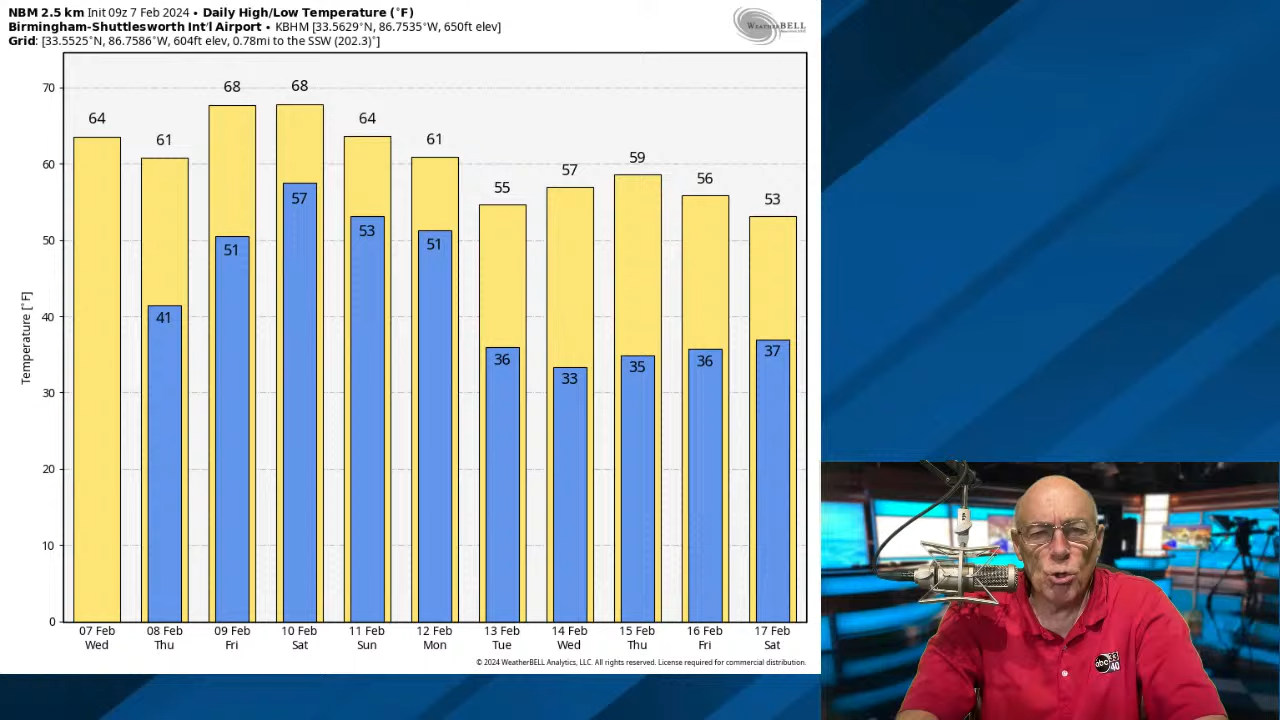 NBM 2.5 km Init 09z 7 Feb 2024 • Daily High/Low Temperature (°F)
Birmingham-Shuttlesworth Int'l Airport • KBHM [33.5629°N, 86.7535°W, 650ft elev]
Grid: [33.5525°N, 86.7586°W, 604ft elev, 0.78mi to the SSW (202.3)°]
WEATHERBELL
Temperature [°F]
70
60
50
40
30
20
10
0
64 61 68 68 64 61 55 57 59 56 53
41 51 57 53 51 36 33 35 36 37
07 Feb 08 Feb 09 Feb 10 Feb 11 Feb 12 Feb 13 Feb 14 Feb 15 Feb 16 Feb 17 Feb
Wed Thu Fri Sat Sun Mon Tue Wed Thu Fri Sat
© 2024 WeatherBELL Analytics, LLC. All rights reserved. License required for commercial distribution.
abc 33
40